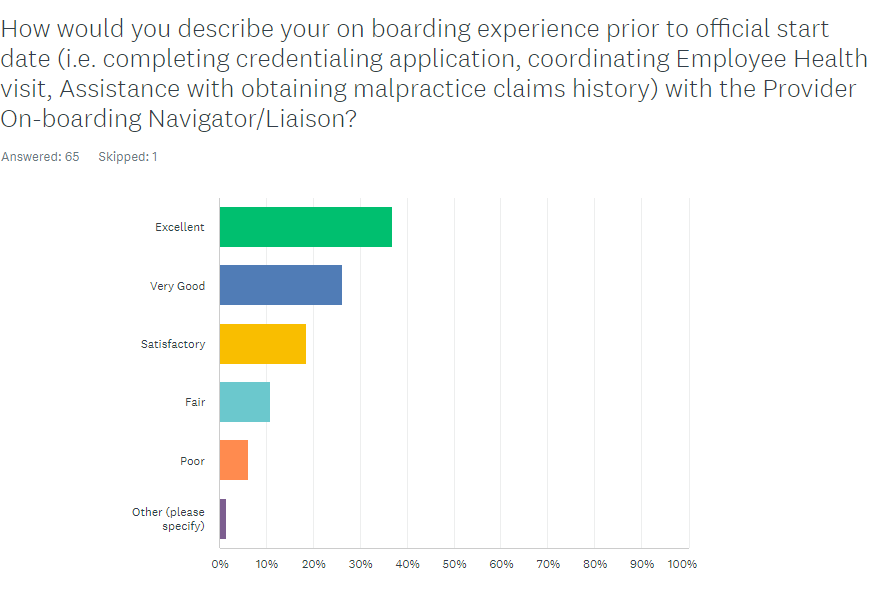 How would you describe your on boarding experience prior to official start
date (i.e. completing credentialing application, coordinating Employee Health
visit, Assistance with obtaining malpractice claims history) with the Provider
On-boarding Navigator/Liaison?
Answered: 65 Skipped: 1
Excellent
Very Good
Satisfactory
Fair
Poor
Other (please
specify)
0% 10% 20% 30% 40% 50% 60% 70% 80% 90% 100%